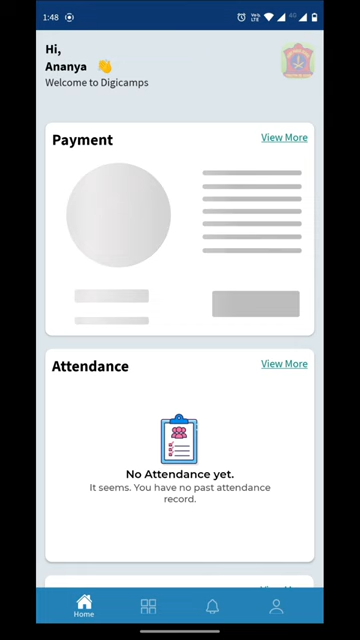 1:48
Hi,
Ananya 👋
Welcome to Digicamps
Payment
View More
Attendance
View More
No Attendance yet.
It seems. You have no past attendance
record.
Home